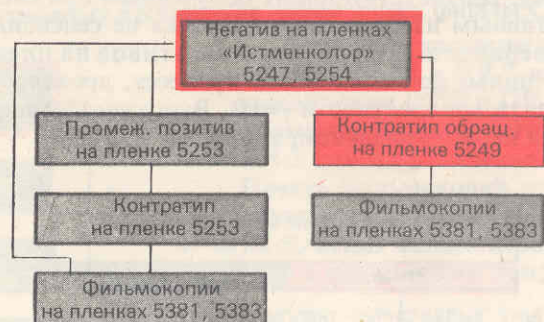 Негатив на пленках
«Истменколор»
5247, 5254
Промеж. позитив
на пленке 5253
Контратип обращ.
на пленке 5249
Контратип
на пленке 5253
Фильмокопии
на пленках 5381, 5383
Фильмокопии
на пленках 5381, 5383